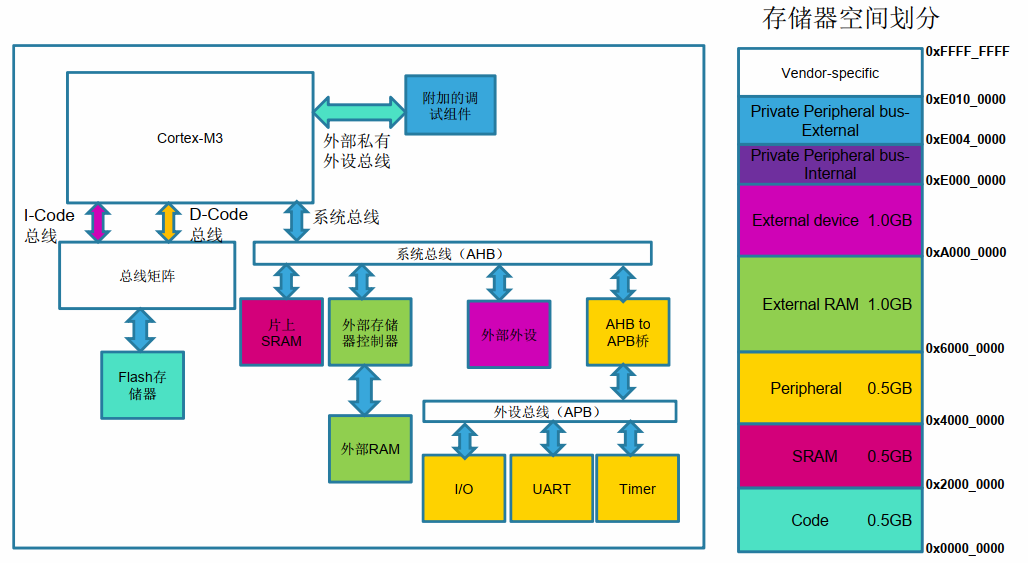 存储器空间划分
Cortex-M3
附加的调
试组件
外部私有
外设总线
I-Code
总线
D-Code
总线
系统总线
总线矩阵
系统总线（AHB）
片上
SRAM
外部存储
器控制器
外部外设
AHB to
APB桥
Flash存
储器
外部RAM
外设总线（APB）
I/O
UART
Timer
0xFFFF_FFFF
Vendor-specific
0xE010_0000
Private Peripheral bus-
External
0xE004_0000
Private Peripheral bus-
Internal
0xE000_0000
External device 1.0GB
0xA000_0000
External RAM 1.0GB
0x6000_0000
Peripheral 0.5GB
0x4000_0000
SRAM 0.5GB
0x2000_0000
Code 0.5GB
0x0000_0000